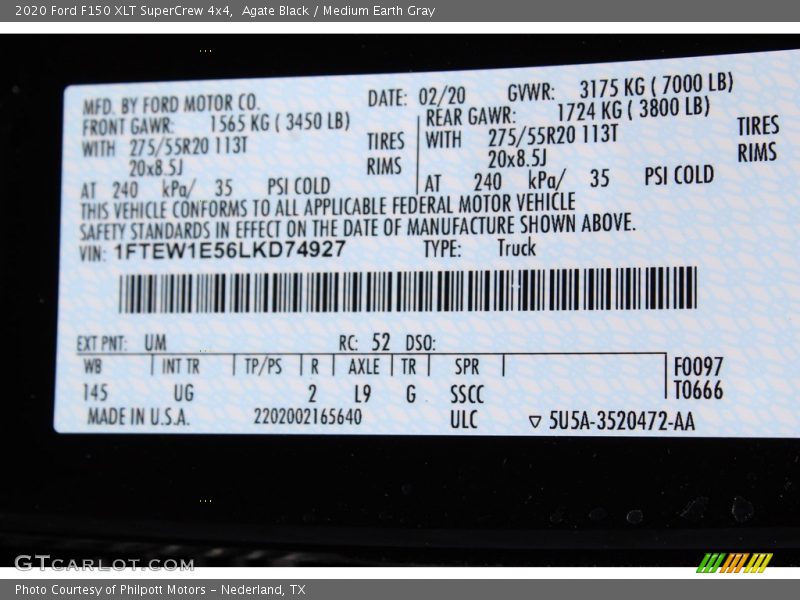 2020 Ford F150 XLT SuperCrew 4x4, Agate Black / Medium Earth Gray
MFD. BY FORD MOTOR CO. DATE: 02/20 GVWR: 3175 KG ( 7000 LB)
FRONT GAWR: 1565 KG ( 3450 LB) REAR GAWR: 1724 KG ( 3800 LB)
WITH 275/55R20 113T TIRES WITH 275/55R20 113T TIRES
20x8.5J RIMS 20x8.5J RIMS
AT 240 kPa/ 35 PSI COLD AT 240 kPa/ 35 PSI COLD
THIS VEHICLE CONFORMS TO ALL APPLICABLE FEDERAL MOTOR VEHICLE
SAFETY STANDARDS IN EFFECT ON THE DATE OF MANUFACTURE SHOWN ABOVE.
VIN: 1FTEW1E56LKD74927 TYPE: Truck
EXT PNT: UM RC: 52 DSO:
WB INT TR TP/PS R AXLE TR SPR F0097
145 UG 2 L9 G SSCC T0666
MADE IN U.S.A. 2202002165640 ULC ▽ 5U5A-3520472-AA
GTCARLOT.COM
Photo Courtesy of Philpott Motors - Nederland, TX